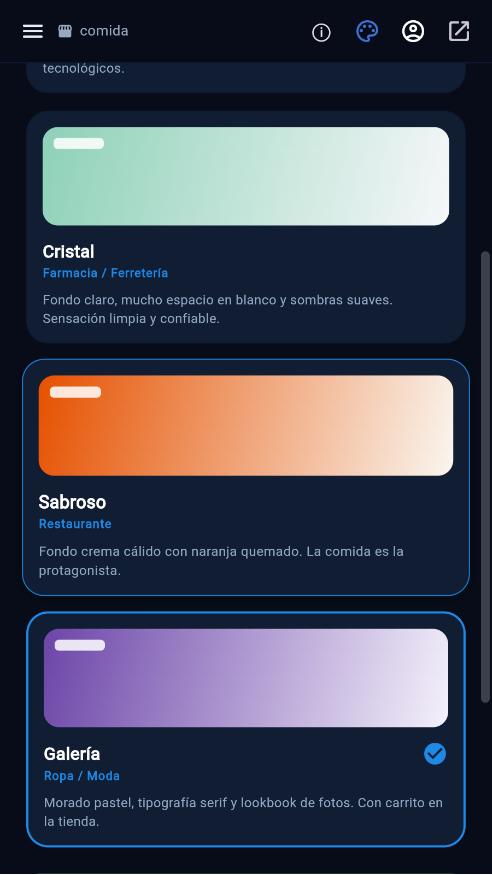 comida
tecnológicos.
Cristal
Farmacia / Ferretería
Fondo claro, mucho espacio en blanco y sombras suaves.
Sensación limpia y confiable.
Sabroso
Restaurante
Fondo crema cálido con naranja quemado. La comida es la
protagonista.
Galería
Ropa / Moda
Morado pastel, tipografía serif y lookbook de fotos. Con carrito en
la tienda.